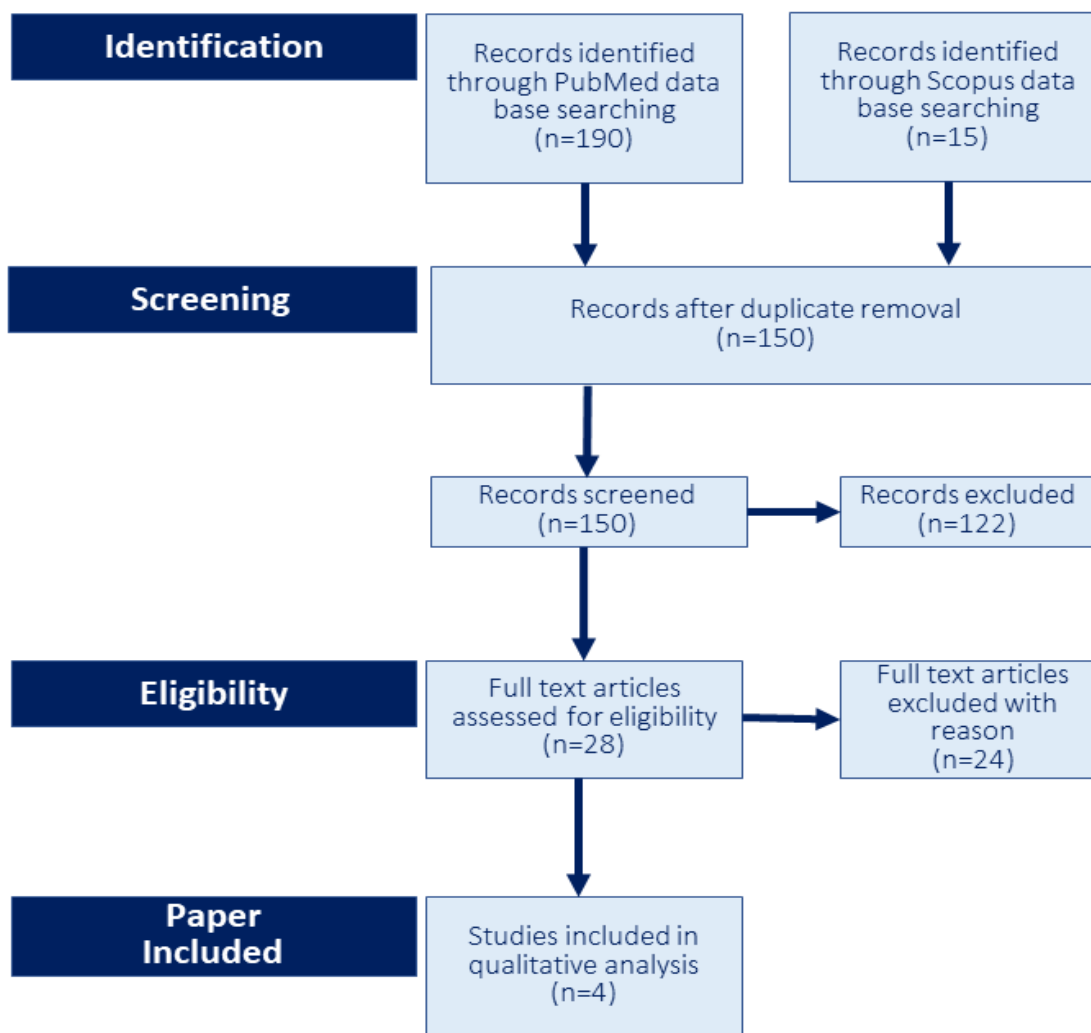 Identification
Records identified
through PubMed data
base searching
(n=190)
Records identified
through Scopus data
base searching
(n=15)
Screening
Records after duplicate removal
(n=150)
Records screened
(n=150)
Records excluded
(n=122)
Eligibility
Full text articles
assessed for eligibility
(n=28)
Full text articles
excluded with
reason
(n=24)
Paper
Included
Studies included in
qualitative analysis
(n=4)